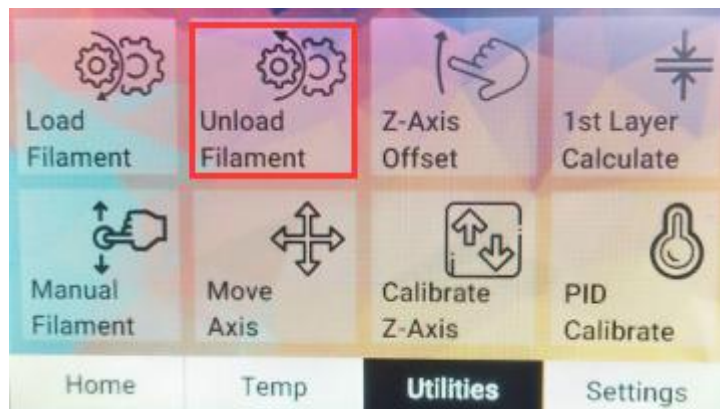 Load
Filament
Unload
Filament
Z-Axis
Offset
1st Layer
Calculate
Manual
Filament
Move
Axis
Calibrate
Z-Axis
PID
Calibrate
Home
Temp
Utilities
Settings